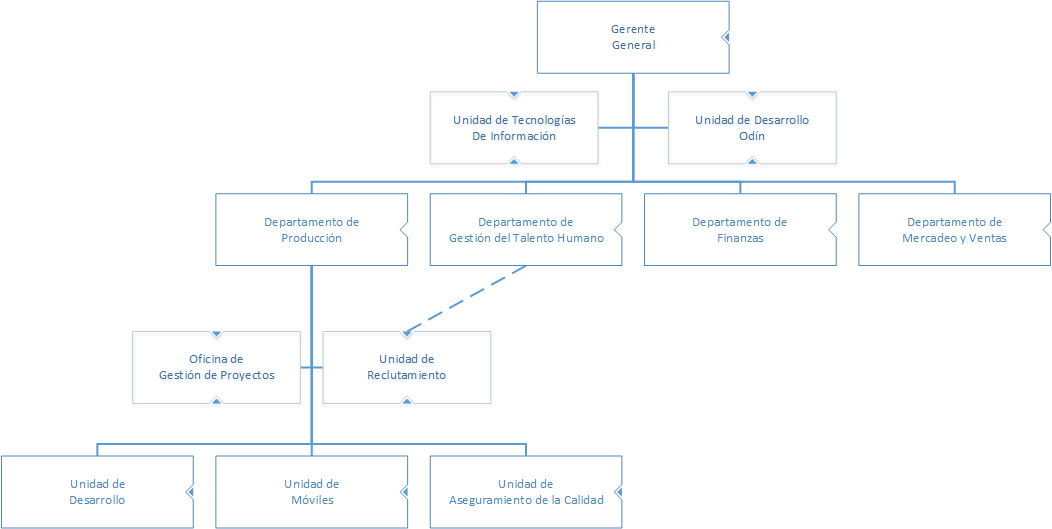 Gerente
General
Unidad de Tecnologías
De Información
Unidad de Desarrollo
Odín
Departamento de
Producción
Departamento de
Gestión del Talento Humano
Departamento de
Finanzas
Departamento de
Mercadeo y Ventas
Oficina de
Gestión de Proyectos
Unidad de
Reclutamiento
Unidad de
Desarrollo
Unidad de
Móviles
Unidad de
Aseguramiento de la Calidad